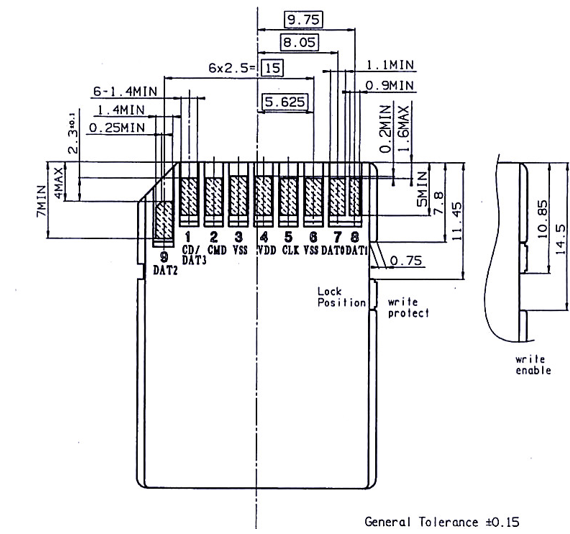 9.75
8.05
6x2.5= 15
1.1MIN
6-1.4MIN
0.9MIN
1.4MIN
5.625
0.25MIN
2.3±0.1
0.2MIN
1.6MAX
7MIN
4MAX
5MIN
7.8
11.45
10.85
14.5
1 2 3 4 5 6 7 8
CD/ CMD VSS VDD CLK VSS DAT0 DAT1
DAT3
9
DAT2
0.75
Lock
Position
write
protect
write
enable
General Tolerance ±0.15